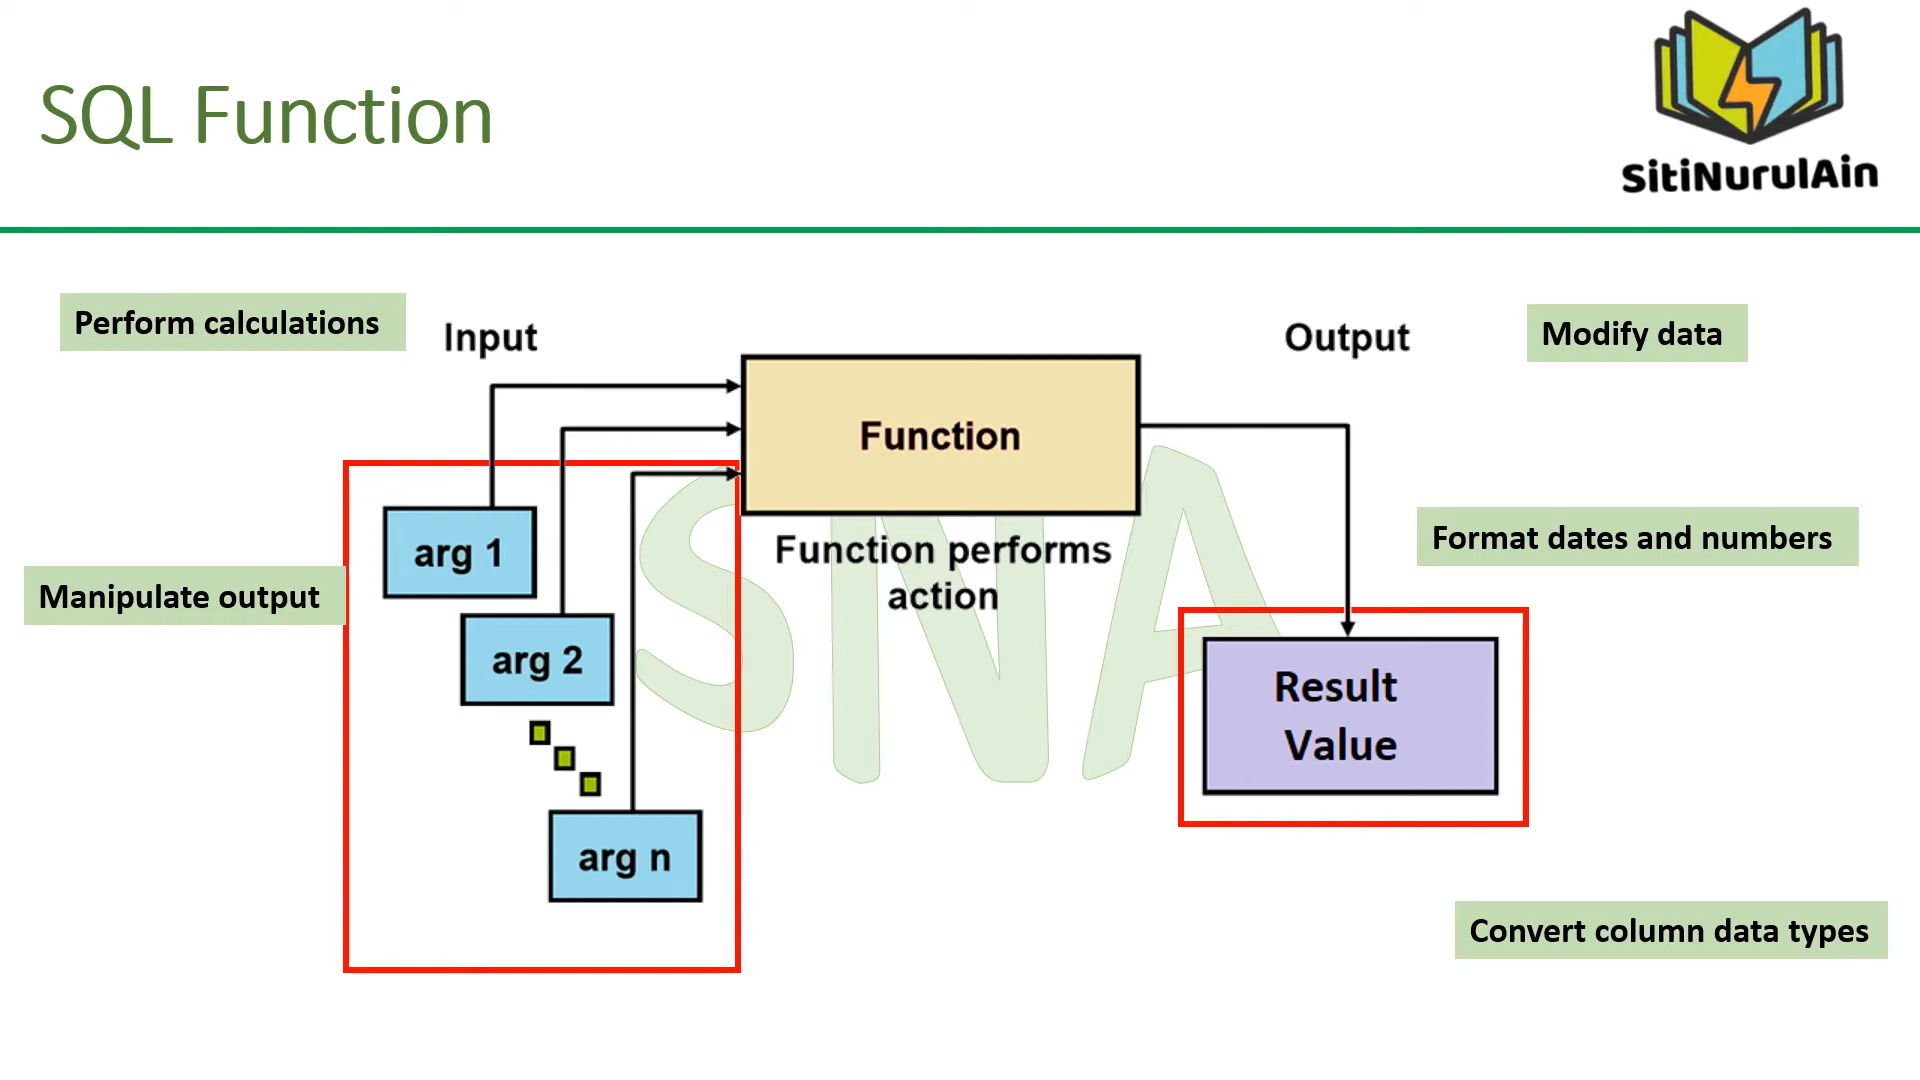 SQL Function
SitiNurulAin
Perform calculations
Input
Output
Modify data
Function
arg 1
Function performs
action
Format dates and numbers
Manipulate output
arg 2
Result
Value
arg n
Convert column data types
SNA